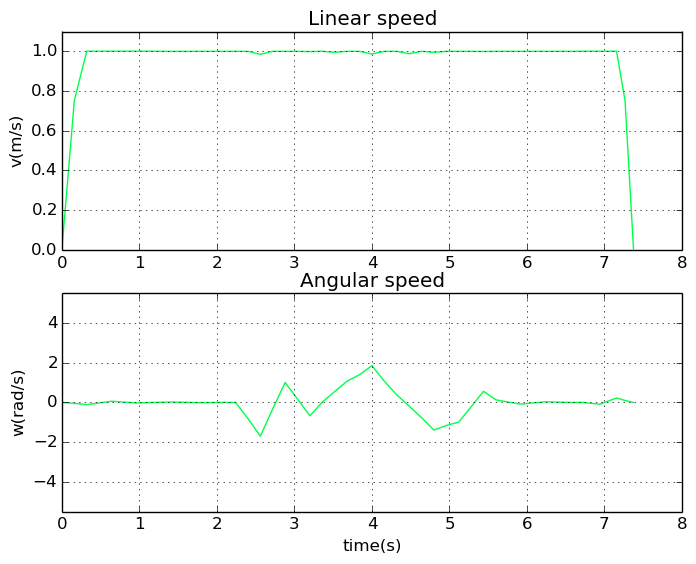 Linear speed
1.0
0.8
0.6
0.4
0.2
0.0
v(m/s)
0 1 2 3 4 5 6 7 8
Angular speed
4
2
0
−2
−4
w(rad/s)
0 1 2 3 4 5 6 7 8
time(s)